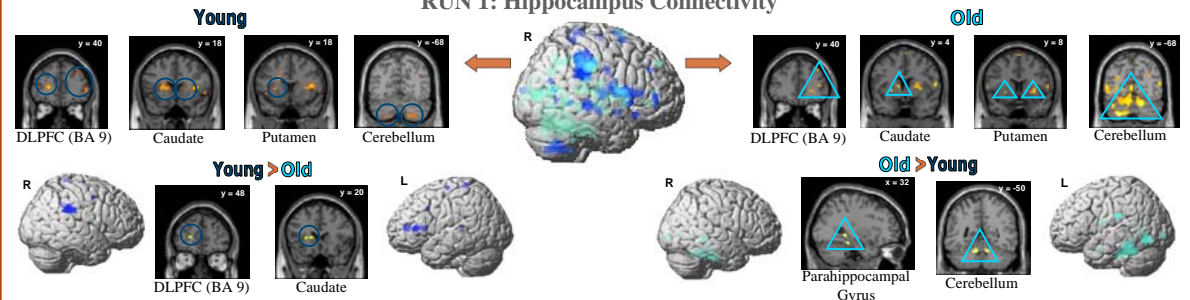 RUN 1: Hippocampus Connectivity
Young
Old
y = 40
y = 18
y = 18
y = -68
R
y = 40
y = 4
y = 8
y = -68
DLPFC (BA 9)
Caudate
Putamen
Cerebellum
DLPFC (BA 9)
Caudate
Putamen
Cerebellum
Young > Old
Old > Young
R
y = 48
y = 20
L
R
x = 32
y = -50
L
DLPFC (BA 9)
Caudate
Parahippocampal
Gyrus
Cerebellum